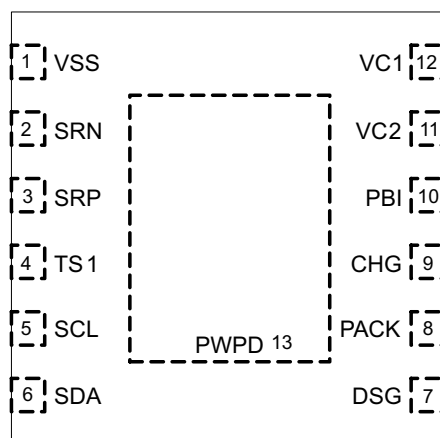 1 VSS VC1 12
2 SRN VC2 11
3 SRP PBI 10
4 TS1 CHG 9
5 SCL PACK 8
PWPD 13
6 SDA DSG 7